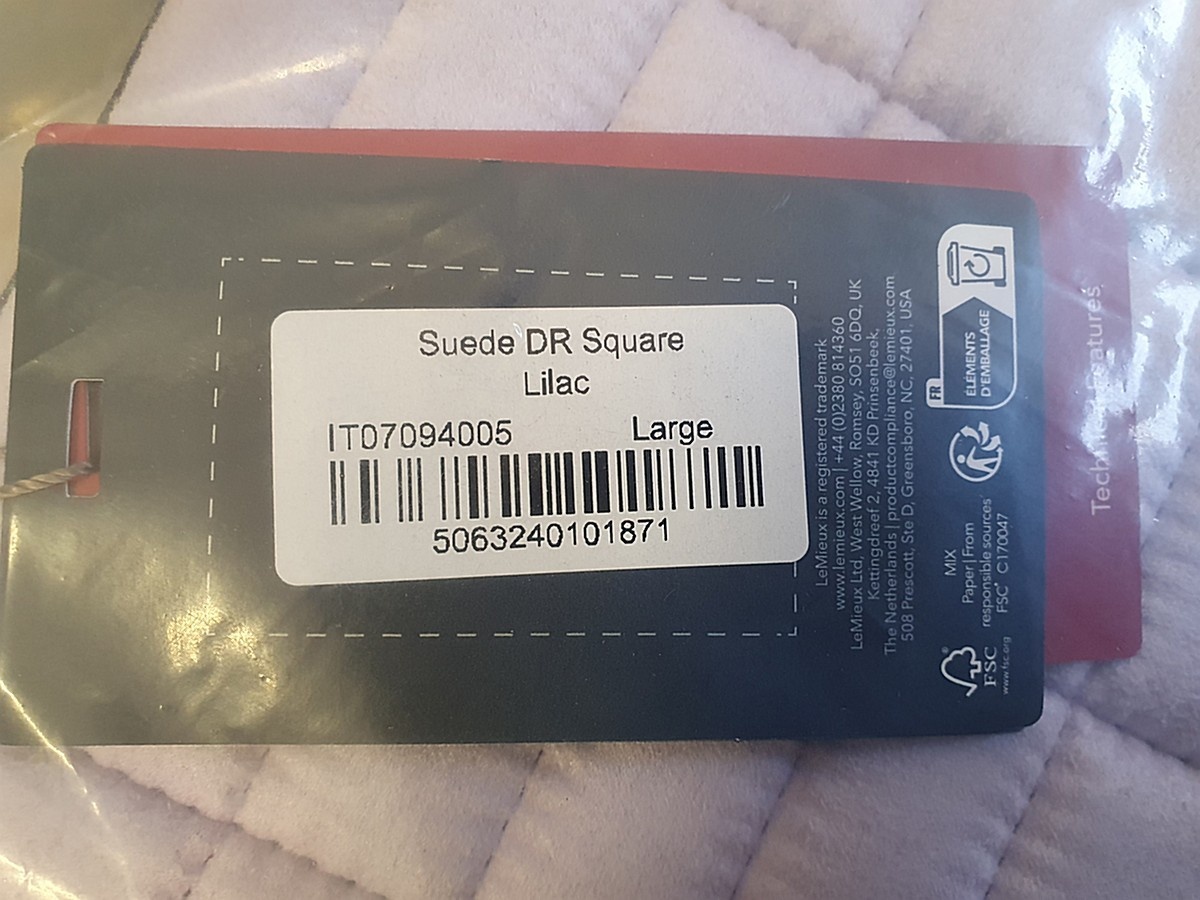 Suede DR Square
Lilac
IT07094005 Large
5063240101871
LeMieux is a registered trademark
www.lemieux.com | +44 (0)2380 814360
LeMieux Ltd, West Wellow, Romsey, SO51 6DQ, UK
Kettingdreef 2, 4841 KD Prinsenbeek,
The Netherlands | productcompliance@lemieux.com
508 Prescott, Ste D, Greensboro, NC, 27401, USA
FR
ÉLÉMENTS
D'EMBALLAGE
MIX
Paper | From
responsible sources
FSC® C170047
®
FSC
www.fsc.org
Technical Features